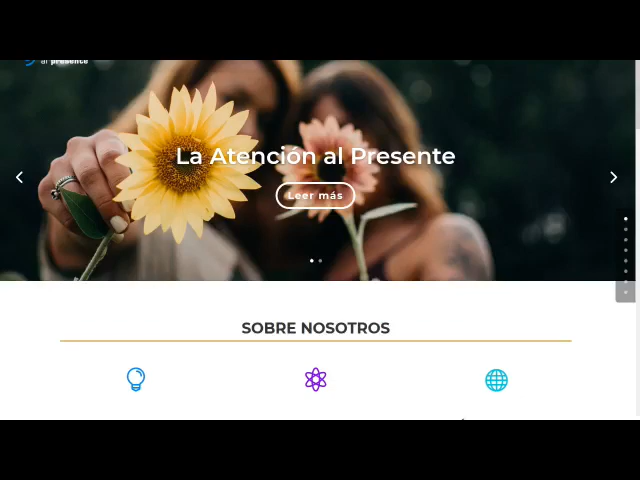 al presente
La Atención al Presente
Leer más
SOBRE NOSOTROS